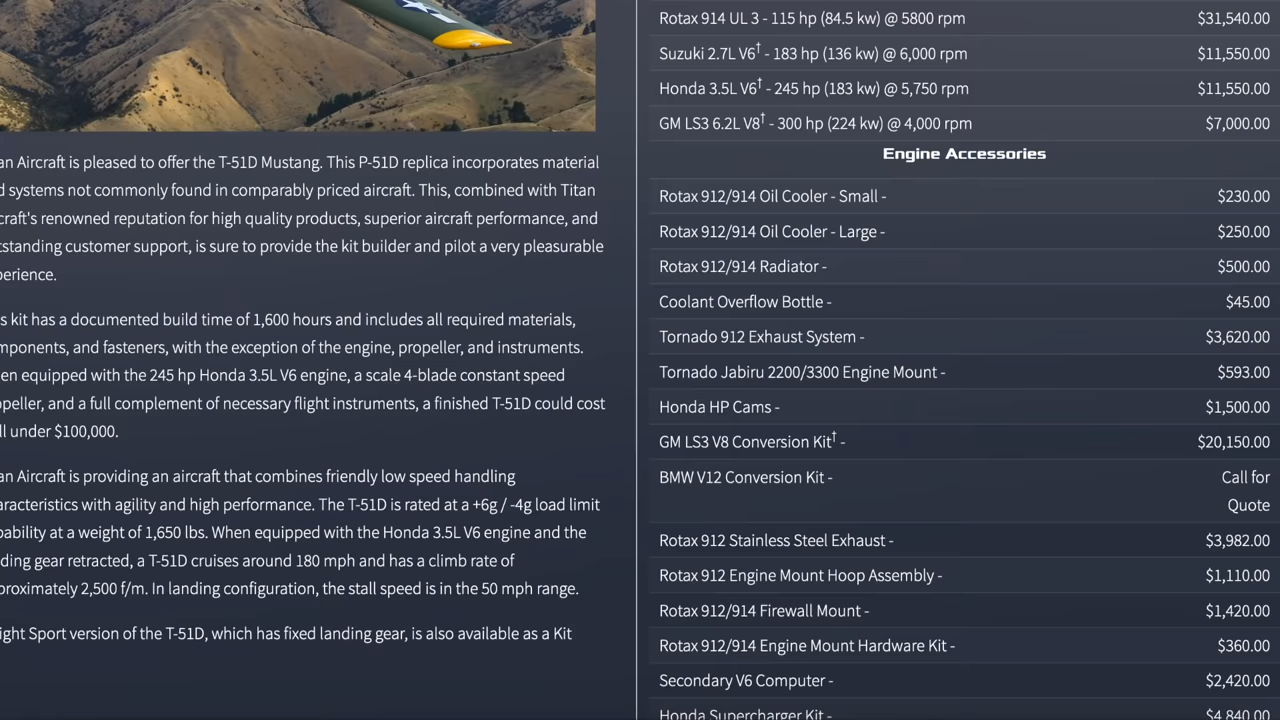 an Aircraft is pleased to offer the T-51D Mustang. This P-51D replica incorporates material
d systems not commonly found in comparably priced aircraft. This, combined with Titan
craft's renowned reputation for high quality products, superior aircraft performance, and
tstanding customer support, is sure to provide the kit builder and pilot a very pleasurable
perience.
s kit has a documented build time of 1,600 hours and includes all required materials,
mponents, and fasteners, with the exception of the engine, propeller, and instruments.
en equipped with the 245 hp Honda 3.5L V6 engine, a scale 4-blade constant speed
opeller, and a full complement of necessary flight instruments, a finished T-51D could cost
ll under $100,000.
an Aircraft is providing an aircraft that combines friendly low speed handling
aracteristics with agility and high performance. The T-51D is rated at a +6g / -4g load limit
pability at a weight of 1,650 lbs. When equipped with the Honda 3.5L V6 engine and the
ding gear retracted, a T-51D cruises around 180 mph and has a climb rate of
proximately 2,500 f/m. In landing configuration, the stall speed is in the 50 mph range.
ight Sport version of the T-51D, which has fixed landing gear, is also available as a Kit
Rotax 914 UL 3 - 115 hp (84.5 kw) @ 5800 rpm $31,540.00
Suzuki 2.7L V6† - 183 hp (136 kw) @ 6,000 rpm $11,550.00
Honda 3.5L V6† - 245 hp (183 kw) @ 5,750 rpm $11,550.00
GM LS3 6.2L V8† - 300 hp (224 kw) @ 4,000 rpm $7,000.00
Engine Accessories
Rotax 912/914 Oil Cooler - Small - $230.00
Rotax 912/914 Oil Cooler - Large - $250.00
Rotax 912/914 Radiator - $500.00
Coolant Overflow Bottle - $45.00
Tornado 912 Exhaust System - $3,620.00
Tornado Jabiru 2200/3300 Engine Mount - $593.00
Honda HP Cams - $1,500.00
GM LS3 V8 Conversion Kit† - $20,150.00
BMW V12 Conversion Kit - Call for
Quote
Rotax 912 Stainless Steel Exhaust - $3,982.00
Rotax 912 Engine Mount Hoop Assembly - $1,110.00
Rotax 912/914 Firewall Mount - $1,420.00
Rotax 912/914 Engine Mount Hardware Kit - $360.00
Secondary V6 Computer - $2,420.00
Honda Supercharger Kit - $4,840.00